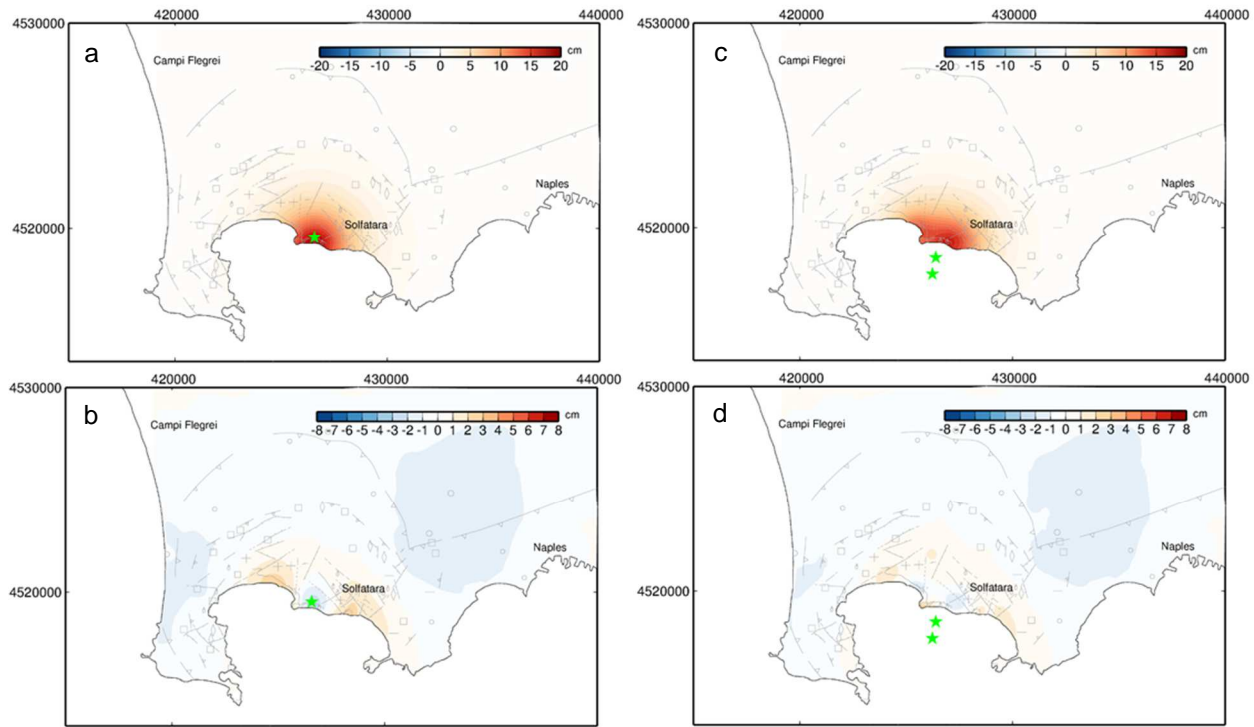 420000 430000 440000
4530000
a
Campi Flegrei
cm
-20 -15 -10 -5 0 5 10 15 20
Naples
Solfatara
4520000
420000 430000 440000
4530000
c
Campi Flegrei
cm
-20 -15 -10 -5 0 5 10 15 20
Naples
Solfatara
4520000
420000 430000 440000
4530000
b
Campi Flegrei
cm
-8 -7 -6 -5 -4 -3 -2 -1 0 1 2 3 4 5 6 7 8
Naples
Solfatara
4520000
420000 430000 440000
4530000
d
Campi Flegrei
cm
-8 -7 -6 -5 -4 -3 -2 -1 0 1 2 3 4 5 6 7 8
Naples
Solfatara
4520000